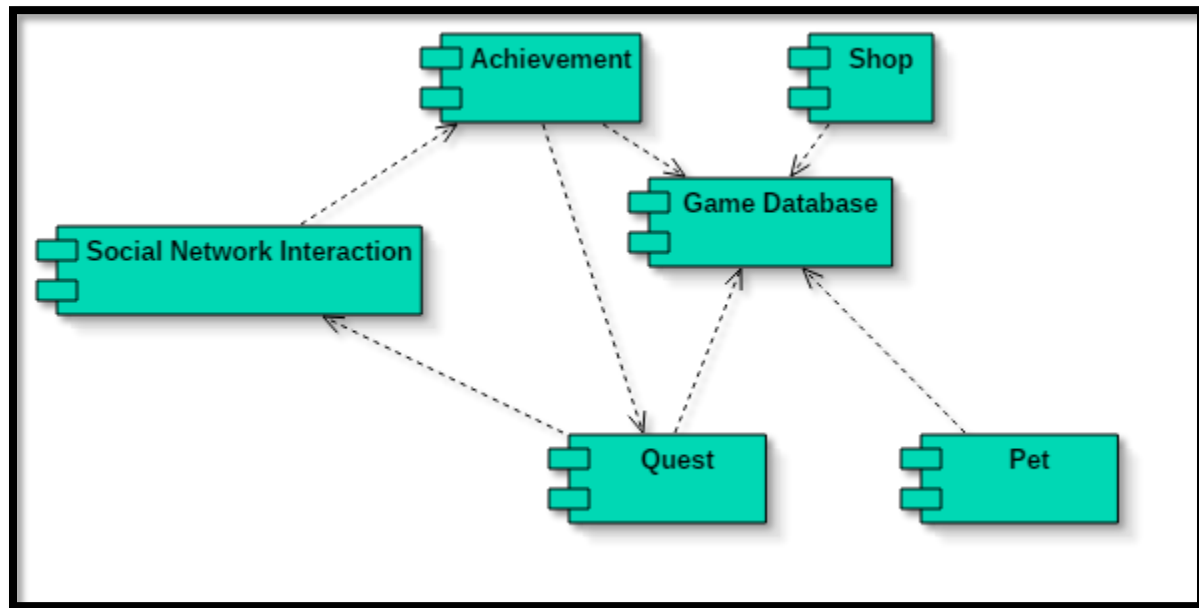 Achievement
Shop
Game Database
Social Network Interaction
Quest
Pet